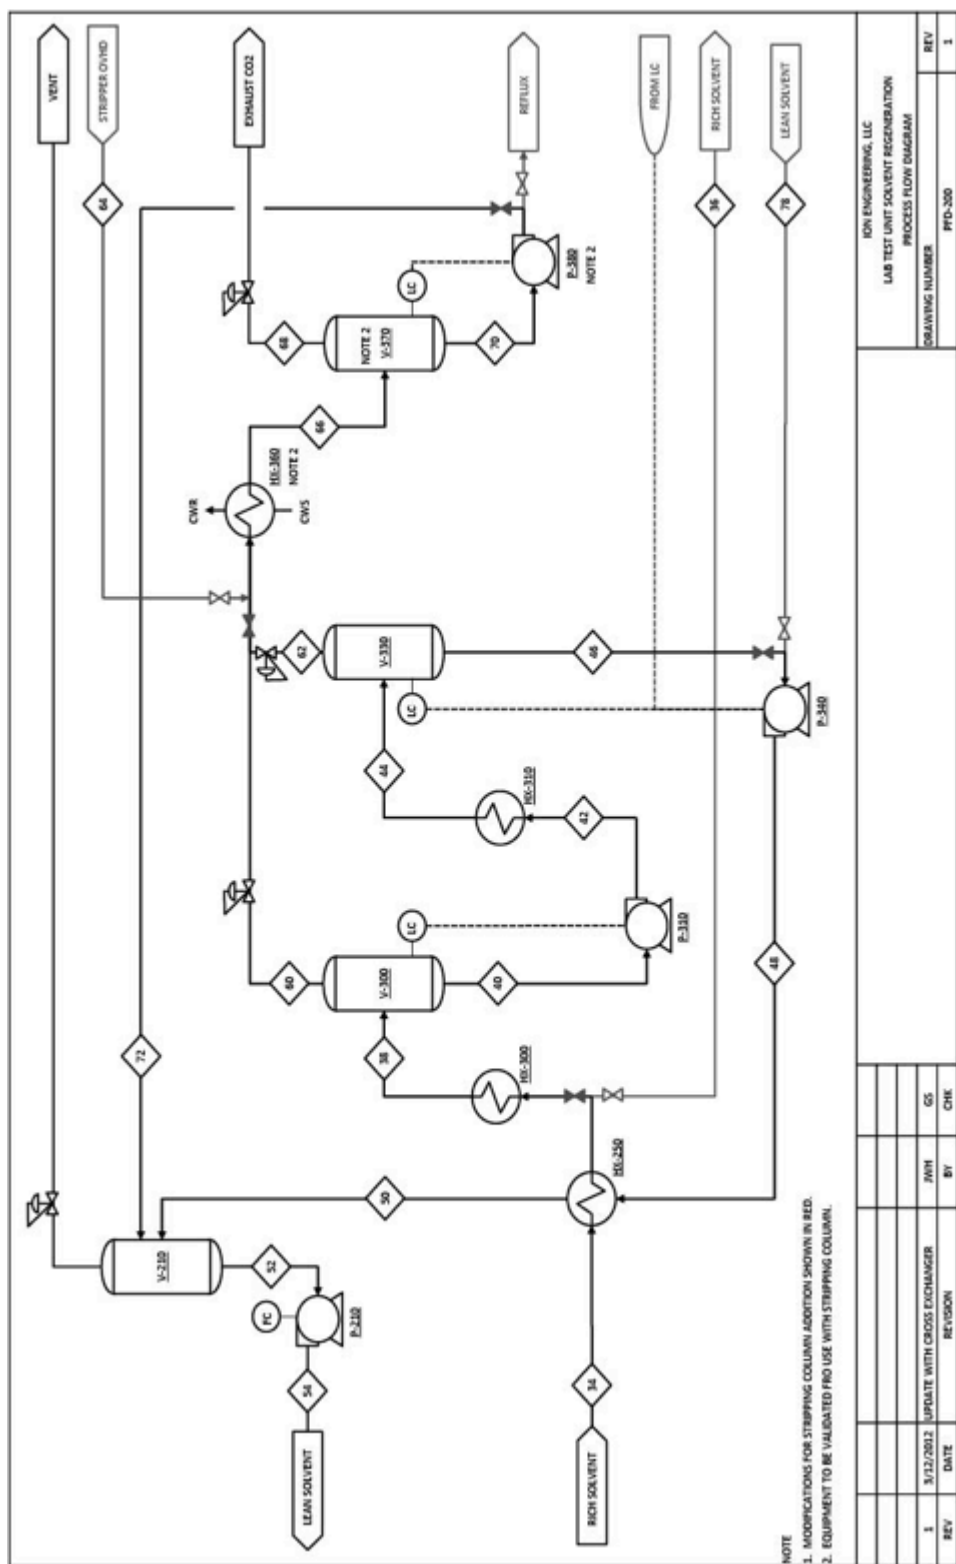 VENT
STRIPPER OVHD
64
EXHAUST CO2
REFLUX
FROM LC
RICH SOLVENT
36
LEAN SOLVENT
78
72
68
LC
NOTE 2
V-370
70
P-380
NOTE 2
66
HX-360
NOTE 2
CWR
CWS
62
V-330
LC
46
P-340
44
HX-310
42
60
V-300
LC
40
P-310
38
HX-300
48
50
HX-250
V-210
52
FC
P-210
54
LEAN SOLVENT
34
RICH SOLVENT
NOTE
1. MODIFICATIONS FOR STRIPPING COLUMN ADDITION SHOWN IN RED.
2. EQUIPMENT TO BE VALIDATED FRO USE WITH STRIPPING COLUMN.
1 3/12/2012 UPDATE WITH CROSS EXCHANGER JWH GS
REV DATE REVISION BY CHK
ION ENGINEERING, LLC
LAB TEST UNIT SOLVENT REGENERATION
PROCESS FLOW DIAGRAM
DRAWING NUMBER REV
PFD-200 1